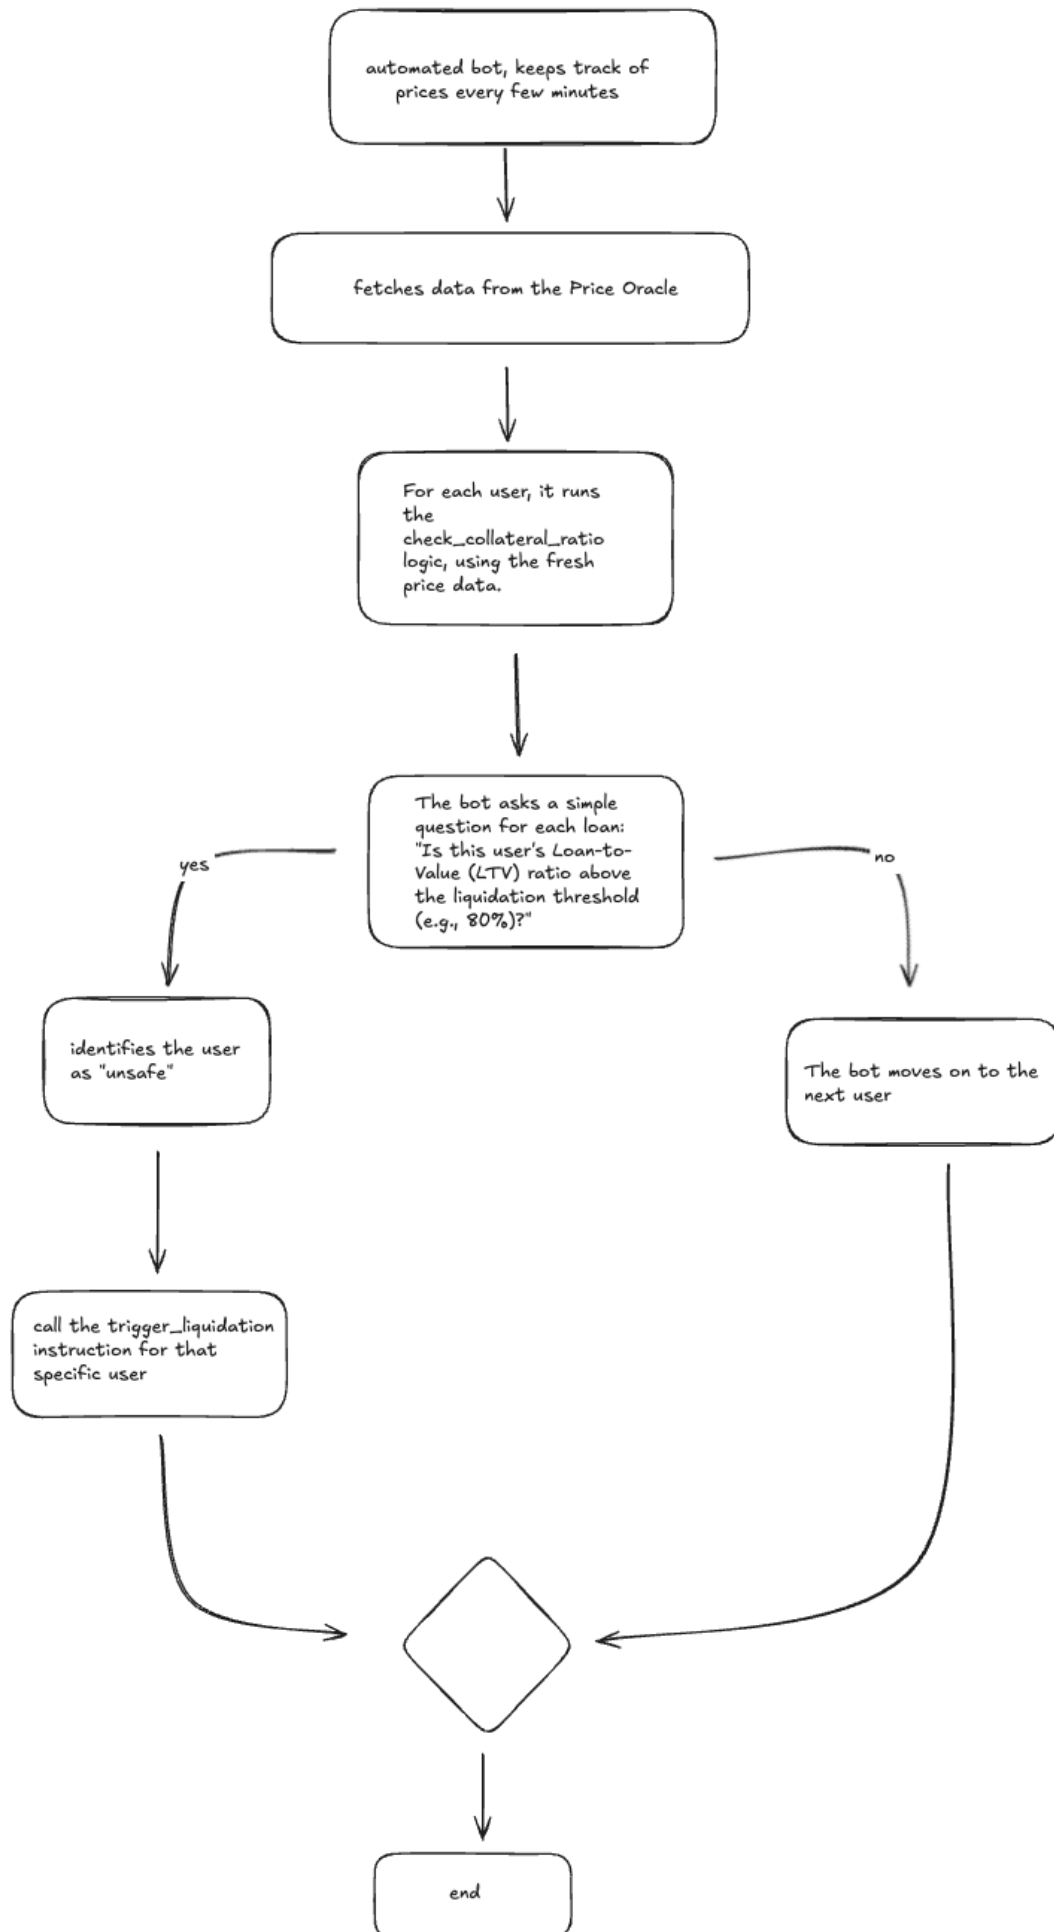 automated bot, keeps track of
prices every few minutes
fetches data from the Price Oracle
For each user, it runs
the
check_collateral_ratio
logic, using the fresh
price data.
The bot asks a simple
question for each loan:
"Is this user's Loan-to-
Value (LTV) ratio above
the liquidation threshold
(e.g., 80%)?"
yes
no
identifies the user
as "unsafe"
The bot moves on to the
next user
call the trigger_liquidation
instruction for that
specific user
end